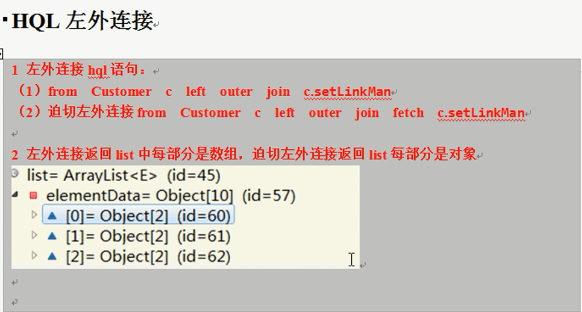 HQL 左外连接
1 左外连接 hql 语句：
（1）from Customer c left outer join c.setLinkMan
（2）迫切左外连接 from Customer c left outer join fetch c.setLinkMan
2 左外连接返回 list 中每部分是数组，迫切左外连接返回 list 每部分是对象
list= ArrayList<E> (id=45)
elementData= Object[10] (id=57)
[0]= Object[2] (id=60)
[1]= Object[2] (id=61)
[2]= Object[2] (id=62)